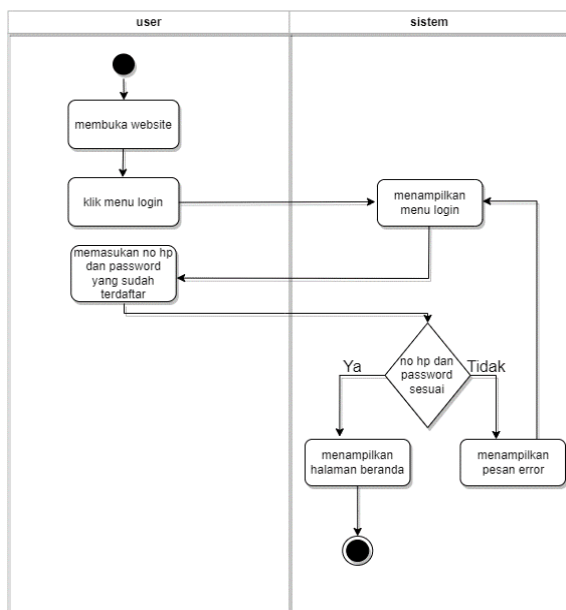 user
sistem
membuka website
klik menu login
menampilkan
menu login
memasukan no hp
dan password
yang sudah
terdaftar
no hp dan
password
sesuai
Ya
Tidak
menampilkan
halaman beranda
menampilkan
pesan error